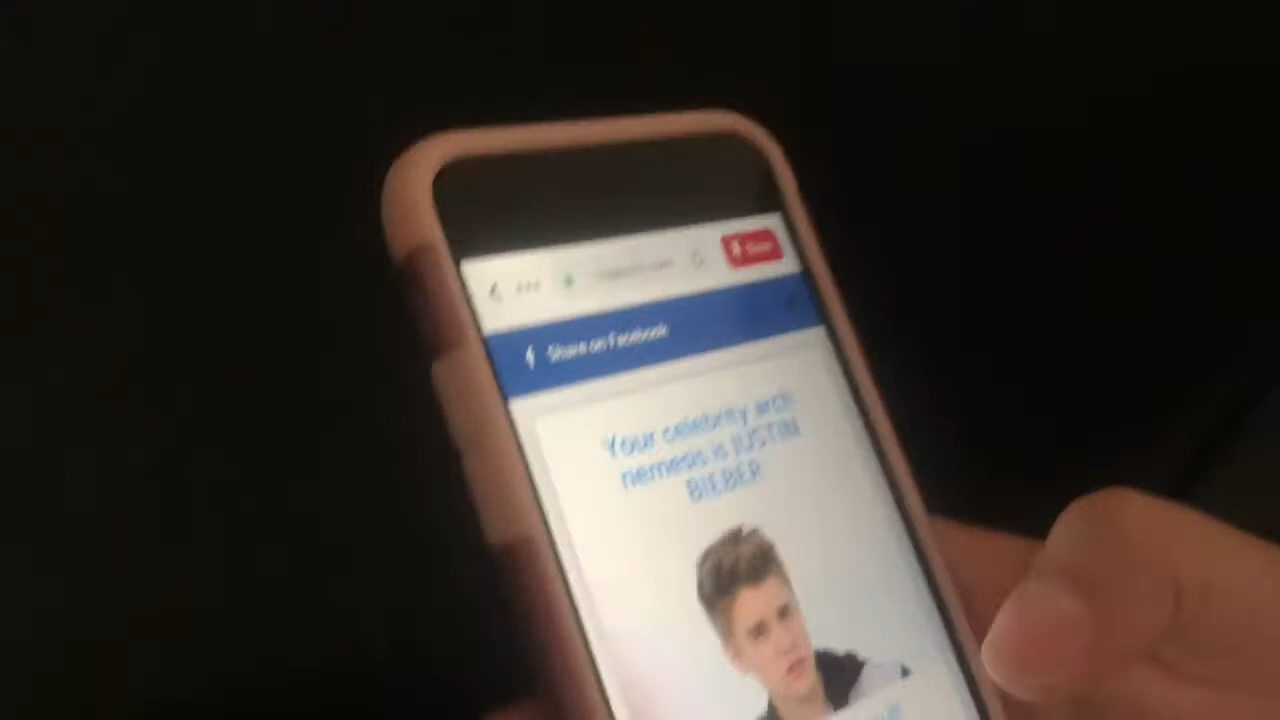 Share on Facebook
Your celebrity arch
nemesis is JUSTIN
BIEBER